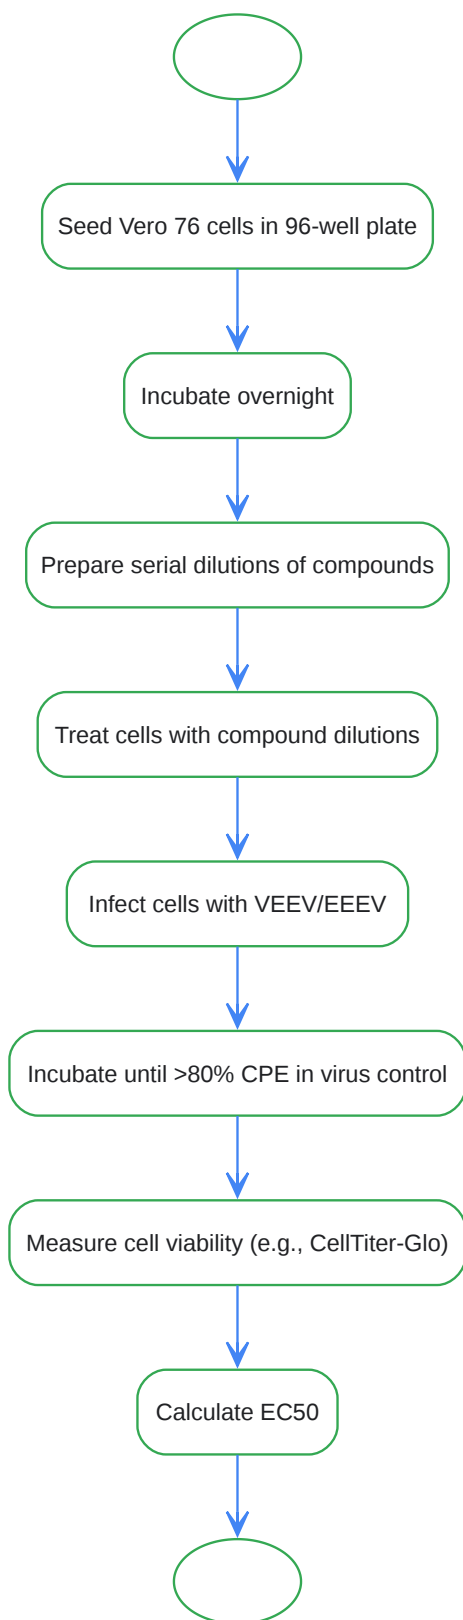 Seed Vero 76 cells in 96-well plate
Incubate overnight
Prepare serial dilutions of compounds
Treat cells with compound dilutions
Infect cells with VEEV/EEEV
Incubate until >80% CPE in virus control
Measure cell viability (e.g., CellTiter-Glo)
Calculate EC50